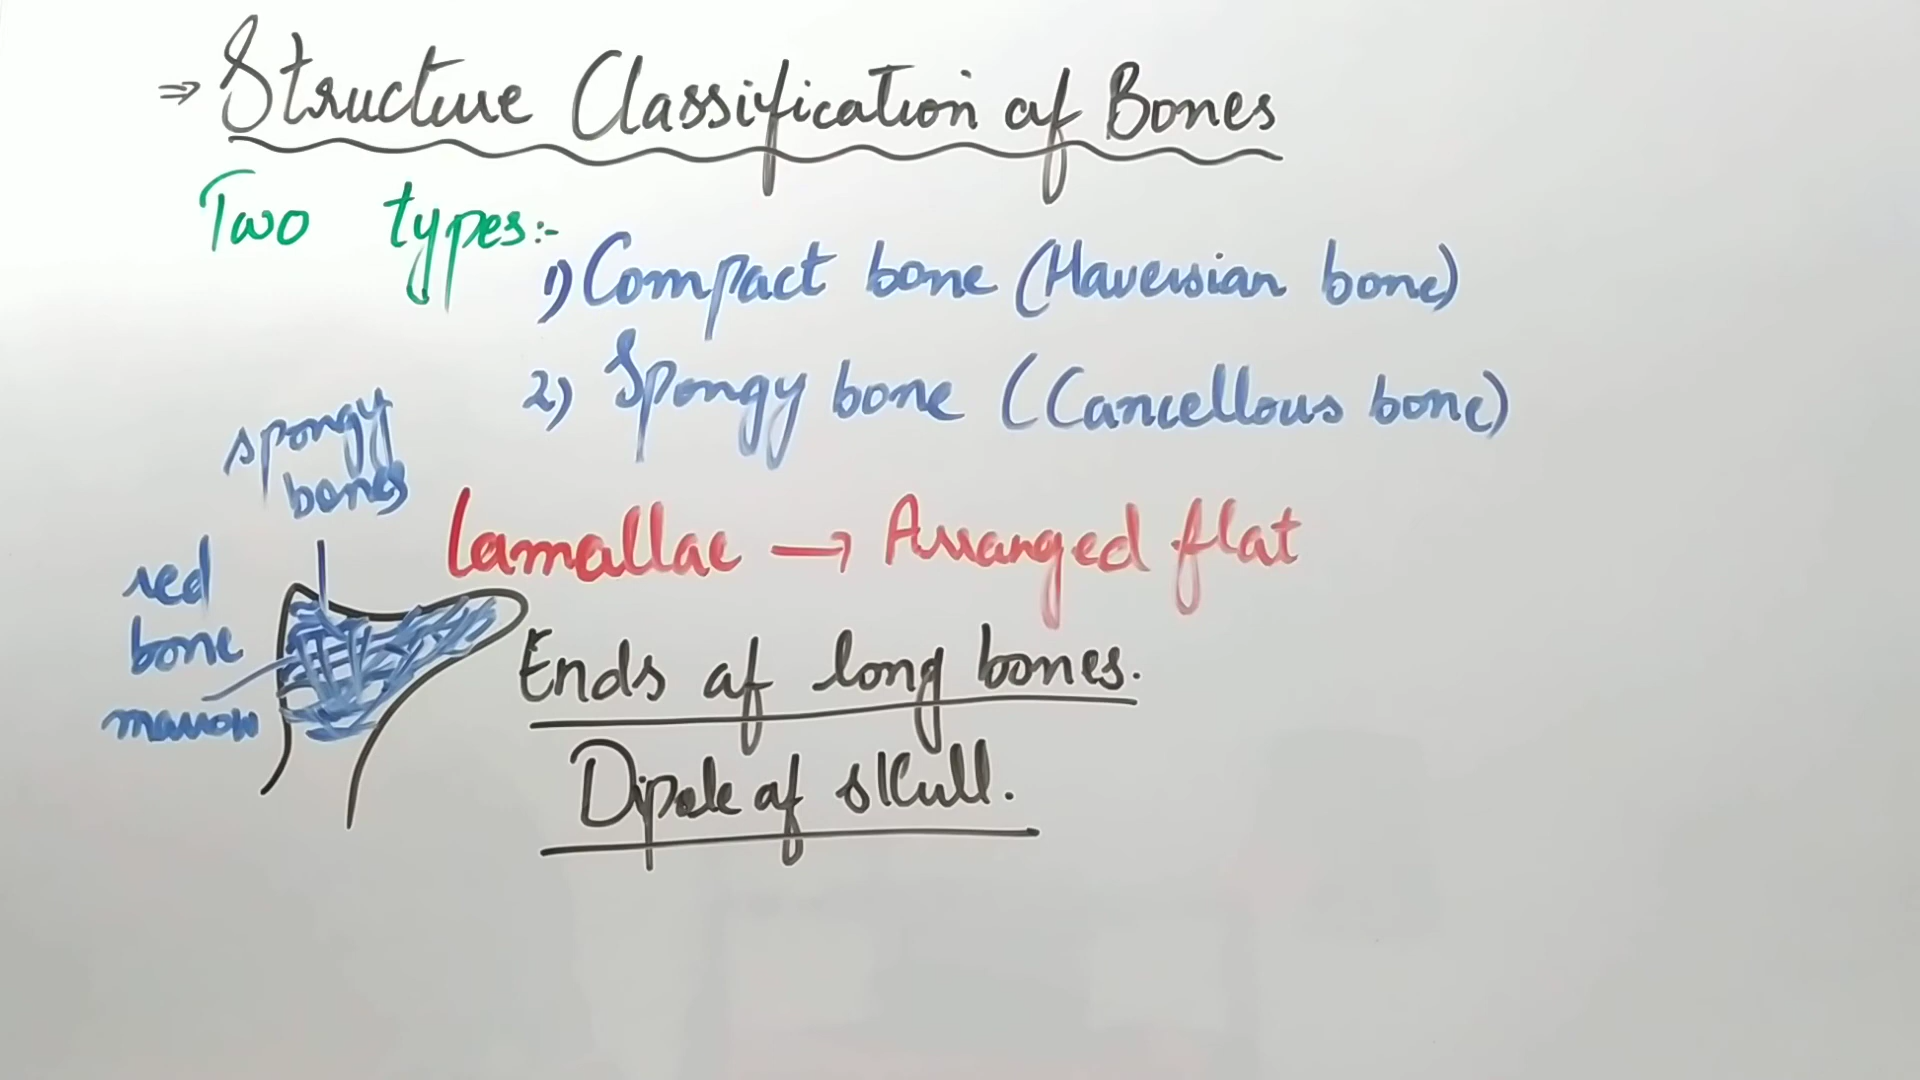 ⇒ Structure Classification of Bones
Two types:-
1) Compact bone (Haversian bone)
2) Spongy bone (Cancellous bone)
spongy
bones
Lamallae → Arranged flat
red
bone
marrow
Ends of long bones.
Diploe of skull.